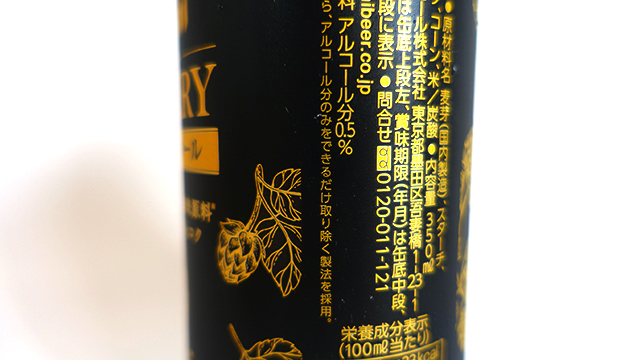 RY
● 原材料名 麦芽(国内製造)、スターチ、
コーン、米/炭酸 ● 内容量 350ml
ール株式会社 東京都墨田区吾妻橋1-23-1
は缶底上段左、賞味期限(年月)は缶底中段、
段に表示 ● 問合せ 0120-011-121
ibeer.co.jp
料 アルコール分0.5%
ら、アルコール分のみをできるだけ取り除く製法を採用。
栄養成分表示
(100ml当たり)